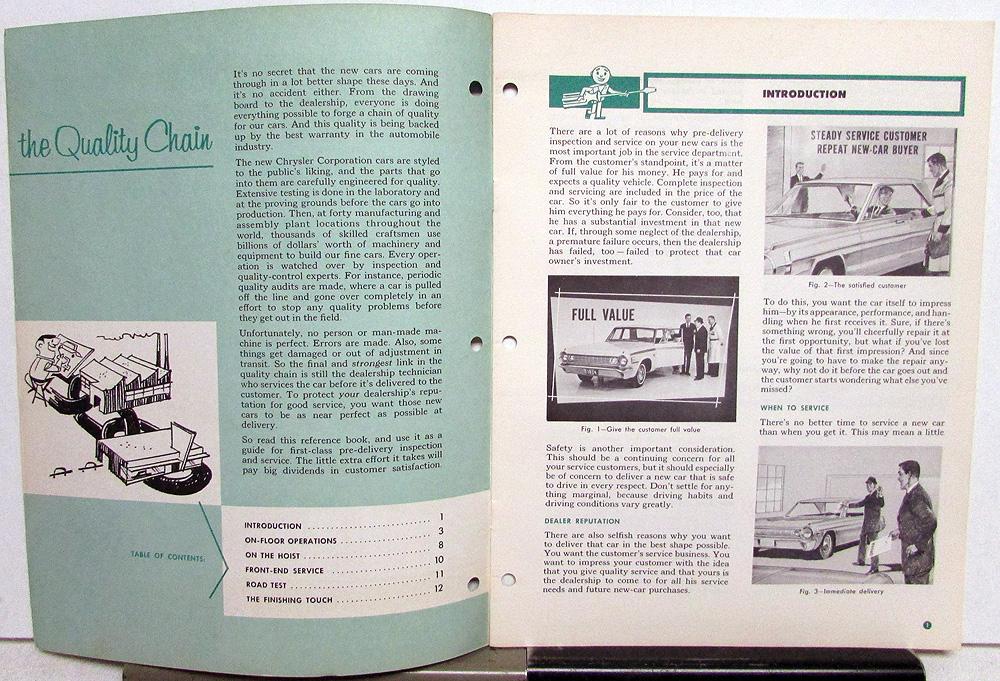 the Quality Chain
It's no secret that the new cars are coming
through in a lot better shape these days. And
it's no accident either. From the drawing
board to the dealership, everyone is doing
everything possible to forge a chain of quality
for our cars. And this quality is being backed
up by the best warranty in the automobile
industry.
The new Chrysler Corporation cars are styled
to the public's liking, and the parts that go
into them are carefully engineered for quality.
Extensive testing is done in the laboratory and
at the proving grounds before the cars go into
production. Then, at forty manufacturing and
assembly plant locations throughout the
world, thousands of skilled craftsmen use
billions of dollars' worth of machinery and
equipment to build our fine cars. Every oper-
ation is watched over by inspection and
quality-control experts. For instance, periodic
quality audits are made, where a car is pulled
off the line and gone over completely in an
effort to stop any quality problems before
they get out in the field.
Unfortunately, no person or man-made ma-
chine is perfect. Errors are made. Also, some
things get damaged or out of adjustment in
transit. So the final and strongest link in the
quality chain is still the dealership technician
who services the car before it's delivered to the
customer. To protect your dealership's repu-
tation for good service, you want those new
cars to be as near perfect as possible at
delivery.
So read this reference book, and use it as a
guide for first-class pre-delivery inspection
and service. The little extra effort it takes will
pay big dividends in customer satisfaction.
TABLE OF CONTENTS:
INTRODUCTION 1
ON-FLOOR OPERATIONS 3
ON THE HOIST 8
FRONT-END SERVICE 10
ROAD TEST 11
THE FINISHING TOUCH 12
INTRODUCTION
There are a lot of reasons why pre-delivery
inspection and service on your new cars is the
most important job in the service department.
From the customer's standpoint, it's a matter
of full value for his money. He pays for and
expects a quality vehicle. Complete inspection
and servicing are included in the price of the
car. So it's only fair to the customer to give
him everything he pays for. Consider, too, that
he has a substantial investment in that new
car. If, through some neglect of the dealership,
a premature failure occurs, then the dealership
has failed, too—failed to protect that car
owner's investment.
FULL VALUE
Fig. 1—Give the customer full value
Safety is another important consideration.
This should be a continuing concern for all
your service customers, but it should especially
be of concern to deliver a new car that is safe
to drive in every respect. Don't settle for any-
thing marginal, because driving habits and
driving conditions vary greatly.
DEALER REPUTATION
There are also selfish reasons why you want
to deliver that car in the best shape possible.
You want the customer's service business. You
want to impress your customer with the idea
that you give quality service and that yours is
the dealership to come to for all his service
needs and future new-car purchases.
STEADY SERVICE CUSTOMER
REPEAT NEW-CAR BUYER
Fig. 2—The satisfied customer
To do this, you want the car itself to impress
him—by its appearance, performance, and han-
dling when he first receives it. Sure, if there's
something wrong, you'll cheerfully repair it at
the first opportunity, but what if you've lost
the value of that first impression? And since
you're going to have to make the repair any-
way, why not do it before the car goes out and
the customer starts wondering what else you've
missed?
WHEN TO SERVICE
There's no better time to service a new car
than when you get it. This may mean a little
Fig. 3—Immediate delivery
1